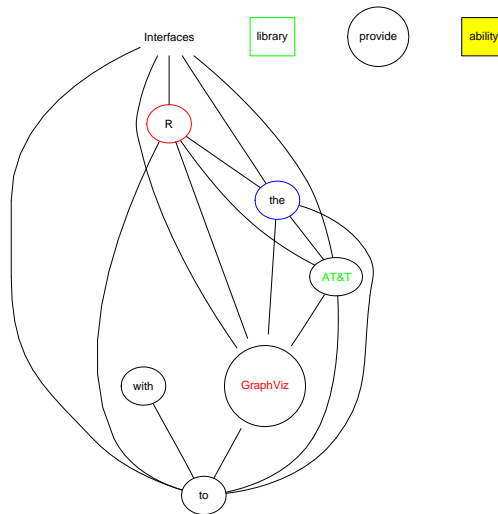 Interfaces
library
provide
ability
R
the
AT&T
with
GraphViz
to